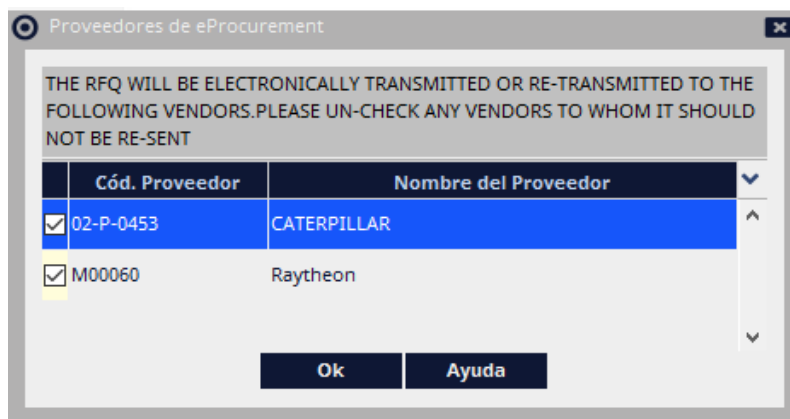 Proveedores de eProcurement
THE RFQ WILL BE ELECTRONICALLY TRANSMITTED OR RE-TRANSMITTED TO THE
FOLLOWING VENDORS.PLEASE UN-CHECK ANY VENDORS TO WHOM IT SHOULD
NOT BE RE-SENT
Cód. Proveedor Nombre del Proveedor
02-P-0453 CATERPILLAR
M00060 Raytheon
Ok Ayuda